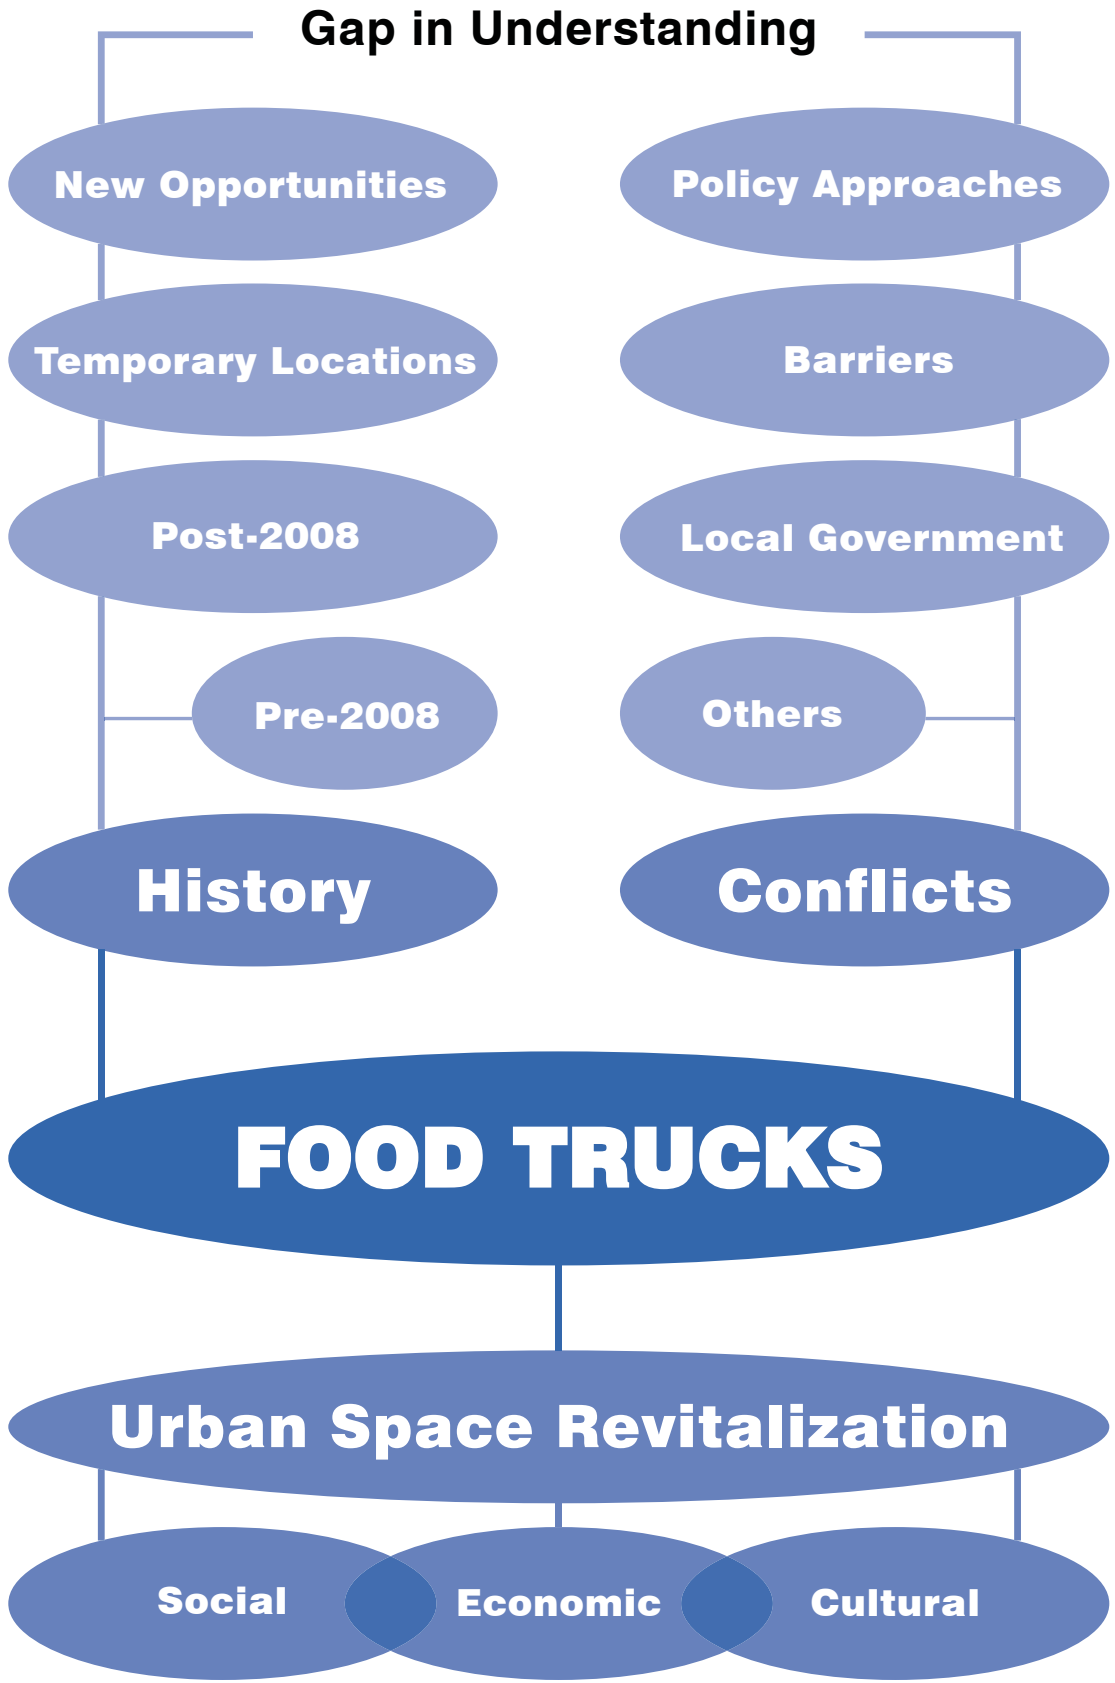 Gap in Understanding
New Opportunities
Policy Approaches
Temporary Locations
Barriers
Post-2008
Local Government
Pre-2008
Others
History
Conflicts
FOOD TRUCKS
Urban Space Revitalization
Social
Economic
Cultural